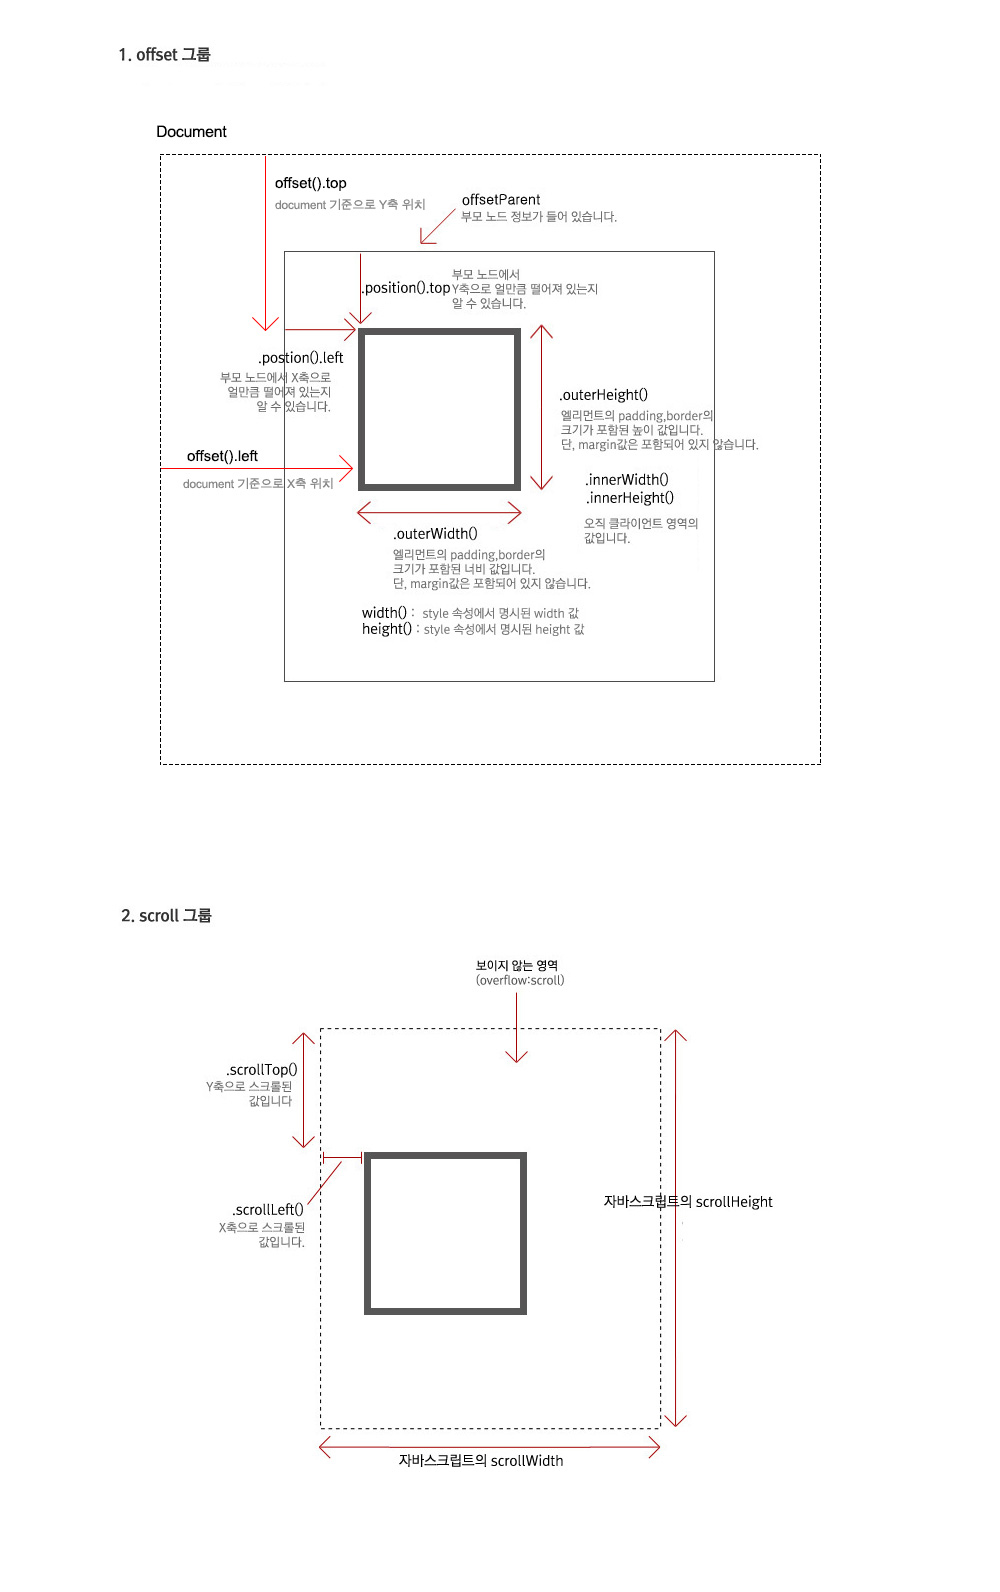 1. offset 그룹
Document
offset().top
document 기준으로 Y축 위치
offsetParent
부모 노드 정보가 들어 있습니다.
.position().top
부모 노드에서
Y축으로 얼만큼 떨어져 있는지
알 수 있습니다.
.postion().left
부모 노드에서 X축으로
얼만큼 떨어져 있는지
알 수 있습니다.
.outerHeight()
엘리먼트의 padding,border의
크기가 포함된 높이 값입니다.
단, margin값은 포함되어 있지 않습니다.
offset().left
document 기준으로 X축 위치
.innerWidth()
.innerHeight()
오직 클라이언트 영역의
값입니다.
.outerWidth()
엘리먼트의 padding,border의
크기가 포함된 너비 값입니다.
단, margin값은 포함되어 있지 않습니다.
width() : style 속성에서 명시된 width 값
height() : style 속성에서 명시된 height 값
2. scroll 그룹
보이지 않는 영역
(overflow:scroll)
.scrollTop()
Y축으로 스크롤된
값입니다
.scrollLeft()
X축으로 스크롤된
값입니다.
자바스크립트의 scrollHeight
자바스크립트의 scrollWidth